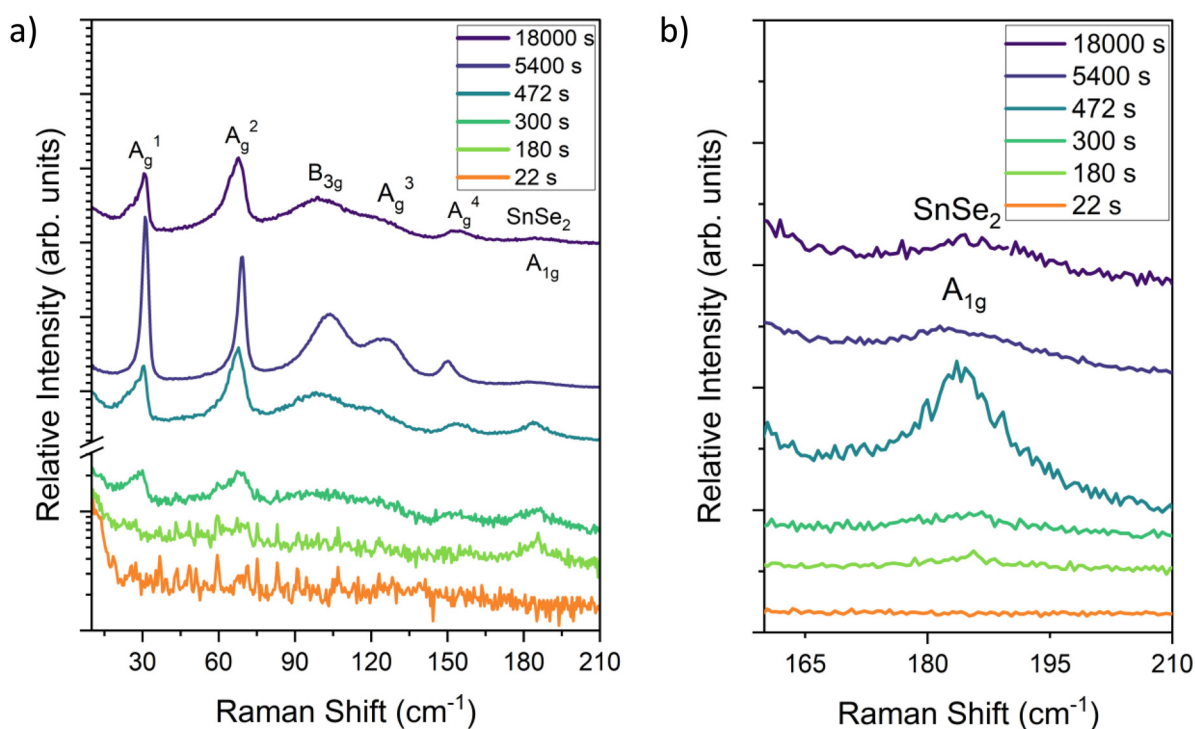 a)
18000 s
5400 s
472 s
300 s
180 s
22 s
A_g^1
A_g^2
B_3g
A_g^3
A_g^4
SnSe_2
A_1g
Relative Intensity (arb. units)
30 60 90 120 150 180 210
Raman Shift (cm^-1)
b)
18000 s
5400 s
472 s
300 s
180 s
22 s
SnSe_2
A_1g
Relative Intensity (arb. units)
165 180 195 210
Raman Shift (cm^-1)